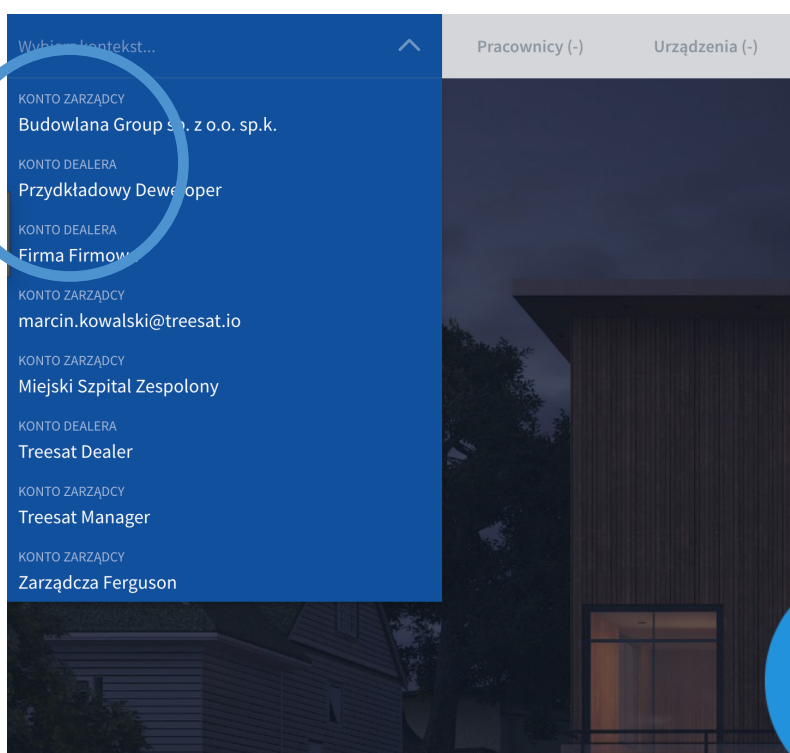 Wybierz kontekst...
Pracownicy (-)
Urządzenia (-)
KONTO ZARZĄDCY
Budowlana Group sp. z o.o. sp.k.
KONTO DEALERA
Przydkładowy Deweloper
KONTO DEALERA
Firma Firmowa
KONTO ZARZĄDCY
marcin.kowalski@treesat.io
KONTO ZARZĄDCY
Miejski Szpital Zespolony
KONTO DEALERA
Treesat Dealer
KONTO ZARZĄDCY
Treesat Manager
KONTO ZARZĄDCY
Zarządcza Ferguson